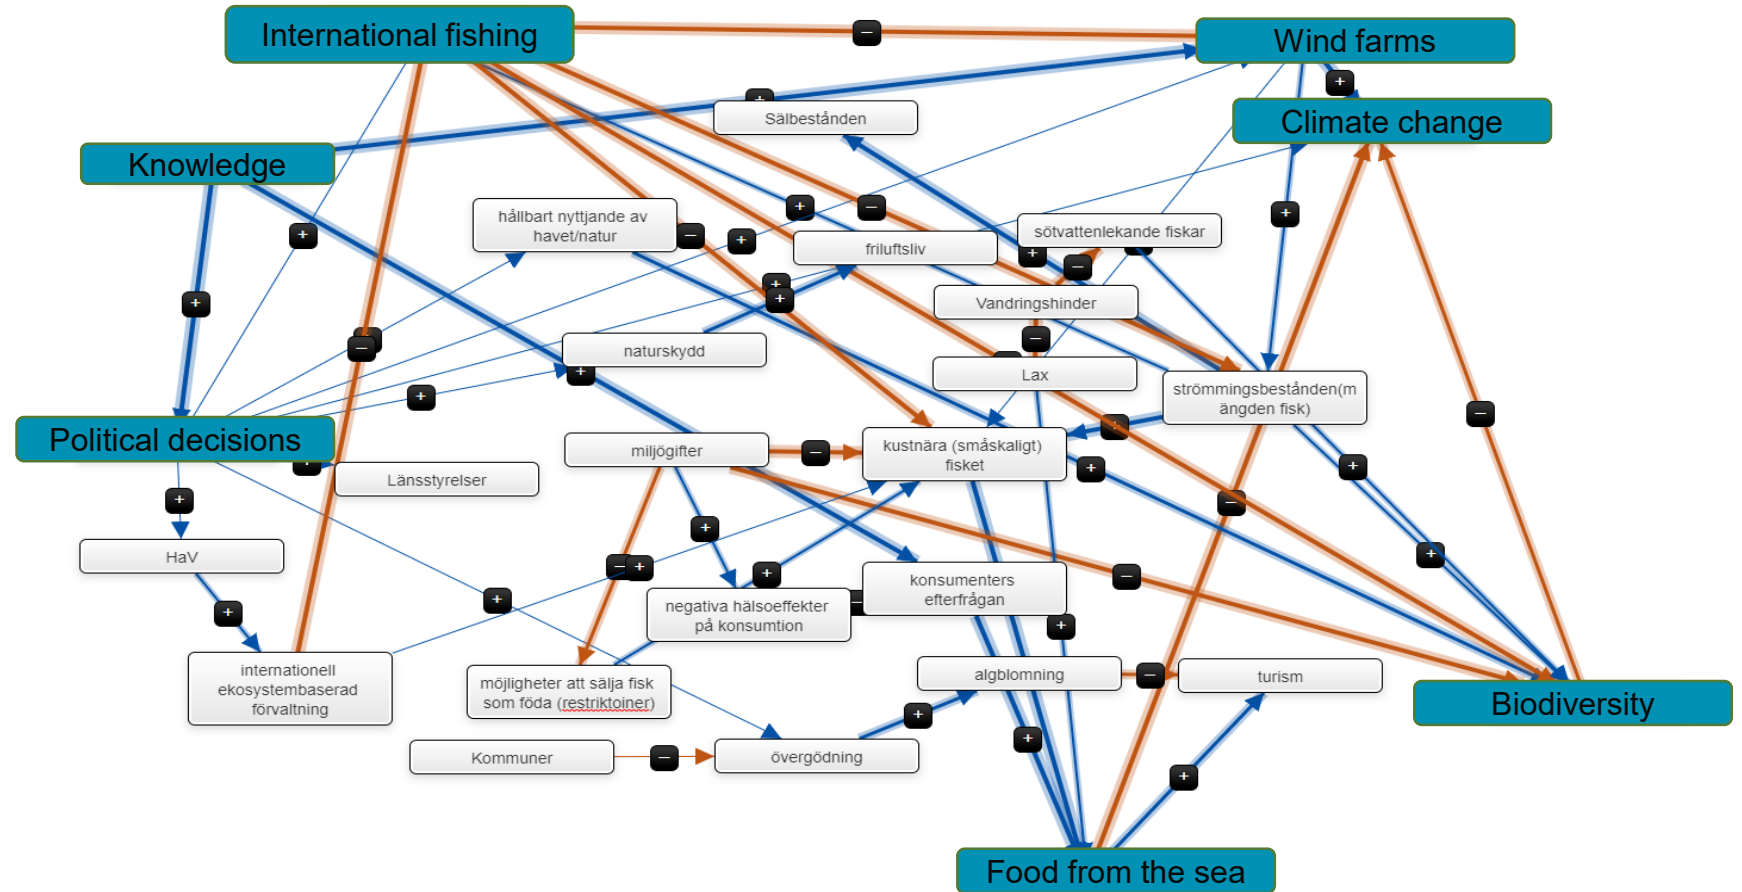 International fishing
Wind farms
Sälbestånden
Climate change
Knowledge
hållbart nyttjande av
havet/natur
friluftsliv
sötvattenlekande fiskar
Vandringshinder
naturskydd
Lax
strömmingsbestånden(m
ängden fisk)
Political decisions
miljögifter
kustnära (småskaligt)
fisket
Länsstyrelser
HaV
konsumenters
efterfrågan
negativa hälsoeffekter
på konsumtion
internationell
ekosystembaserad
förvaltning
möjligheter att sälja fisk
som föda (restriktoiner)
algblomning
turism
Biodiversity
Kommuner
övergödning
Food from the sea